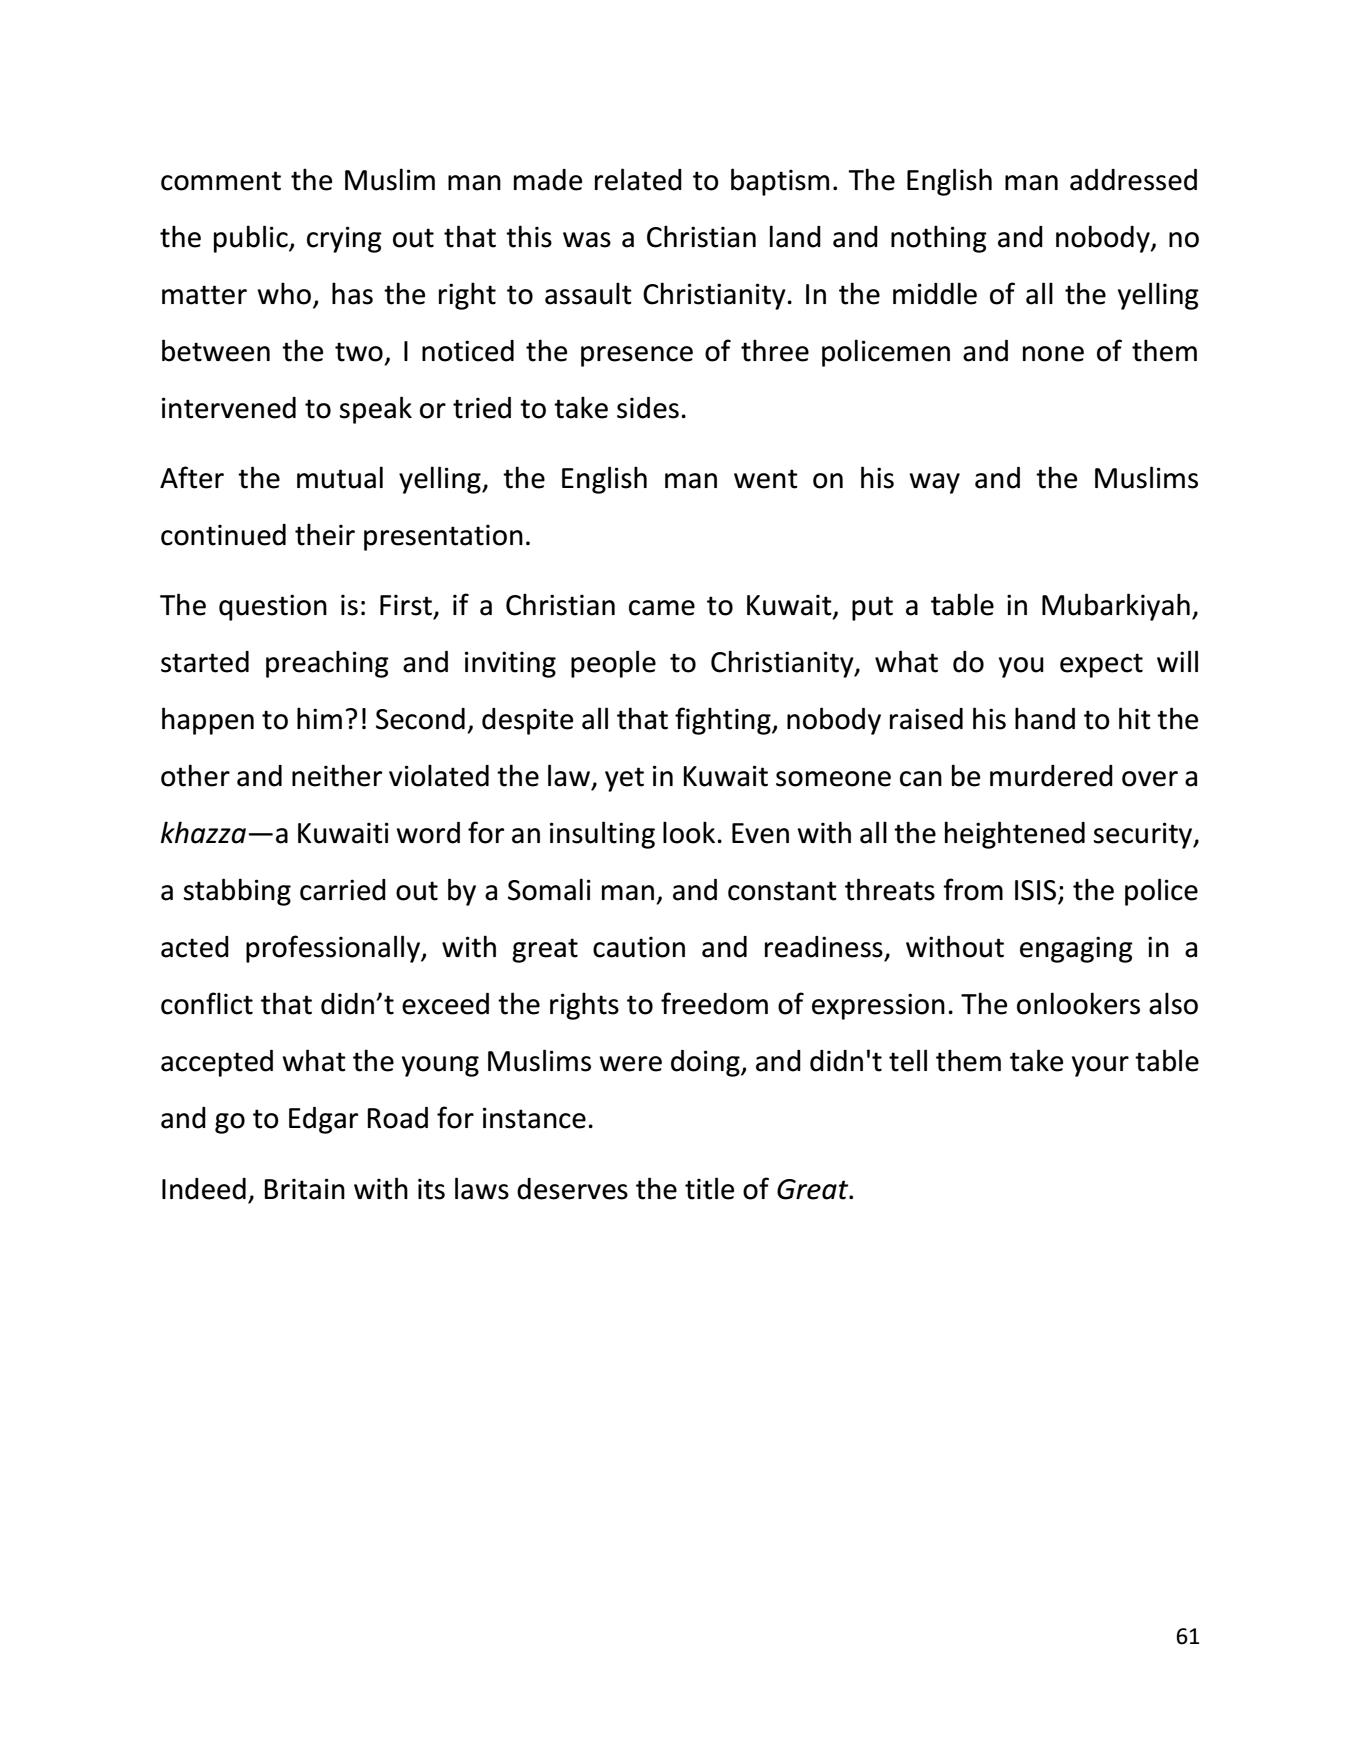 comment the Muslim man made related to baptism. The English man addressed
the public, crying out that this was a Christian land and nothing and nobody, no
matter who, has the right to assault Christianity. In the middle of all the yelling
between the two, I noticed the presence of three policemen and none of them
intervened to speak or tried to take sides.
After the mutual yelling, the English man went on his way and the Muslims
continued their presentation.
The question is: First, if a Christian came to Kuwait, put a table in Mubarkiyah,
started preaching and inviting people to Christianity, what do you expect will
happen to him?! Second, despite all that fighting, nobody raised his hand to hit the
other and neither violated the law, yet in Kuwait someone can be murdered over a
khazza—a Kuwaiti word for an insulting look. Even with all the heightened security,
a stabbing carried out by a Somali man, and constant threats from ISIS; the police
acted professionally, with great caution and readiness, without engaging in a
conflict that didn’t exceed the rights to freedom of expression. The onlookers also
accepted what the young Muslims were doing, and didn't tell them take your table
and go to Edgar Road for instance.
Indeed, Britain with its laws deserves the title of Great.
61